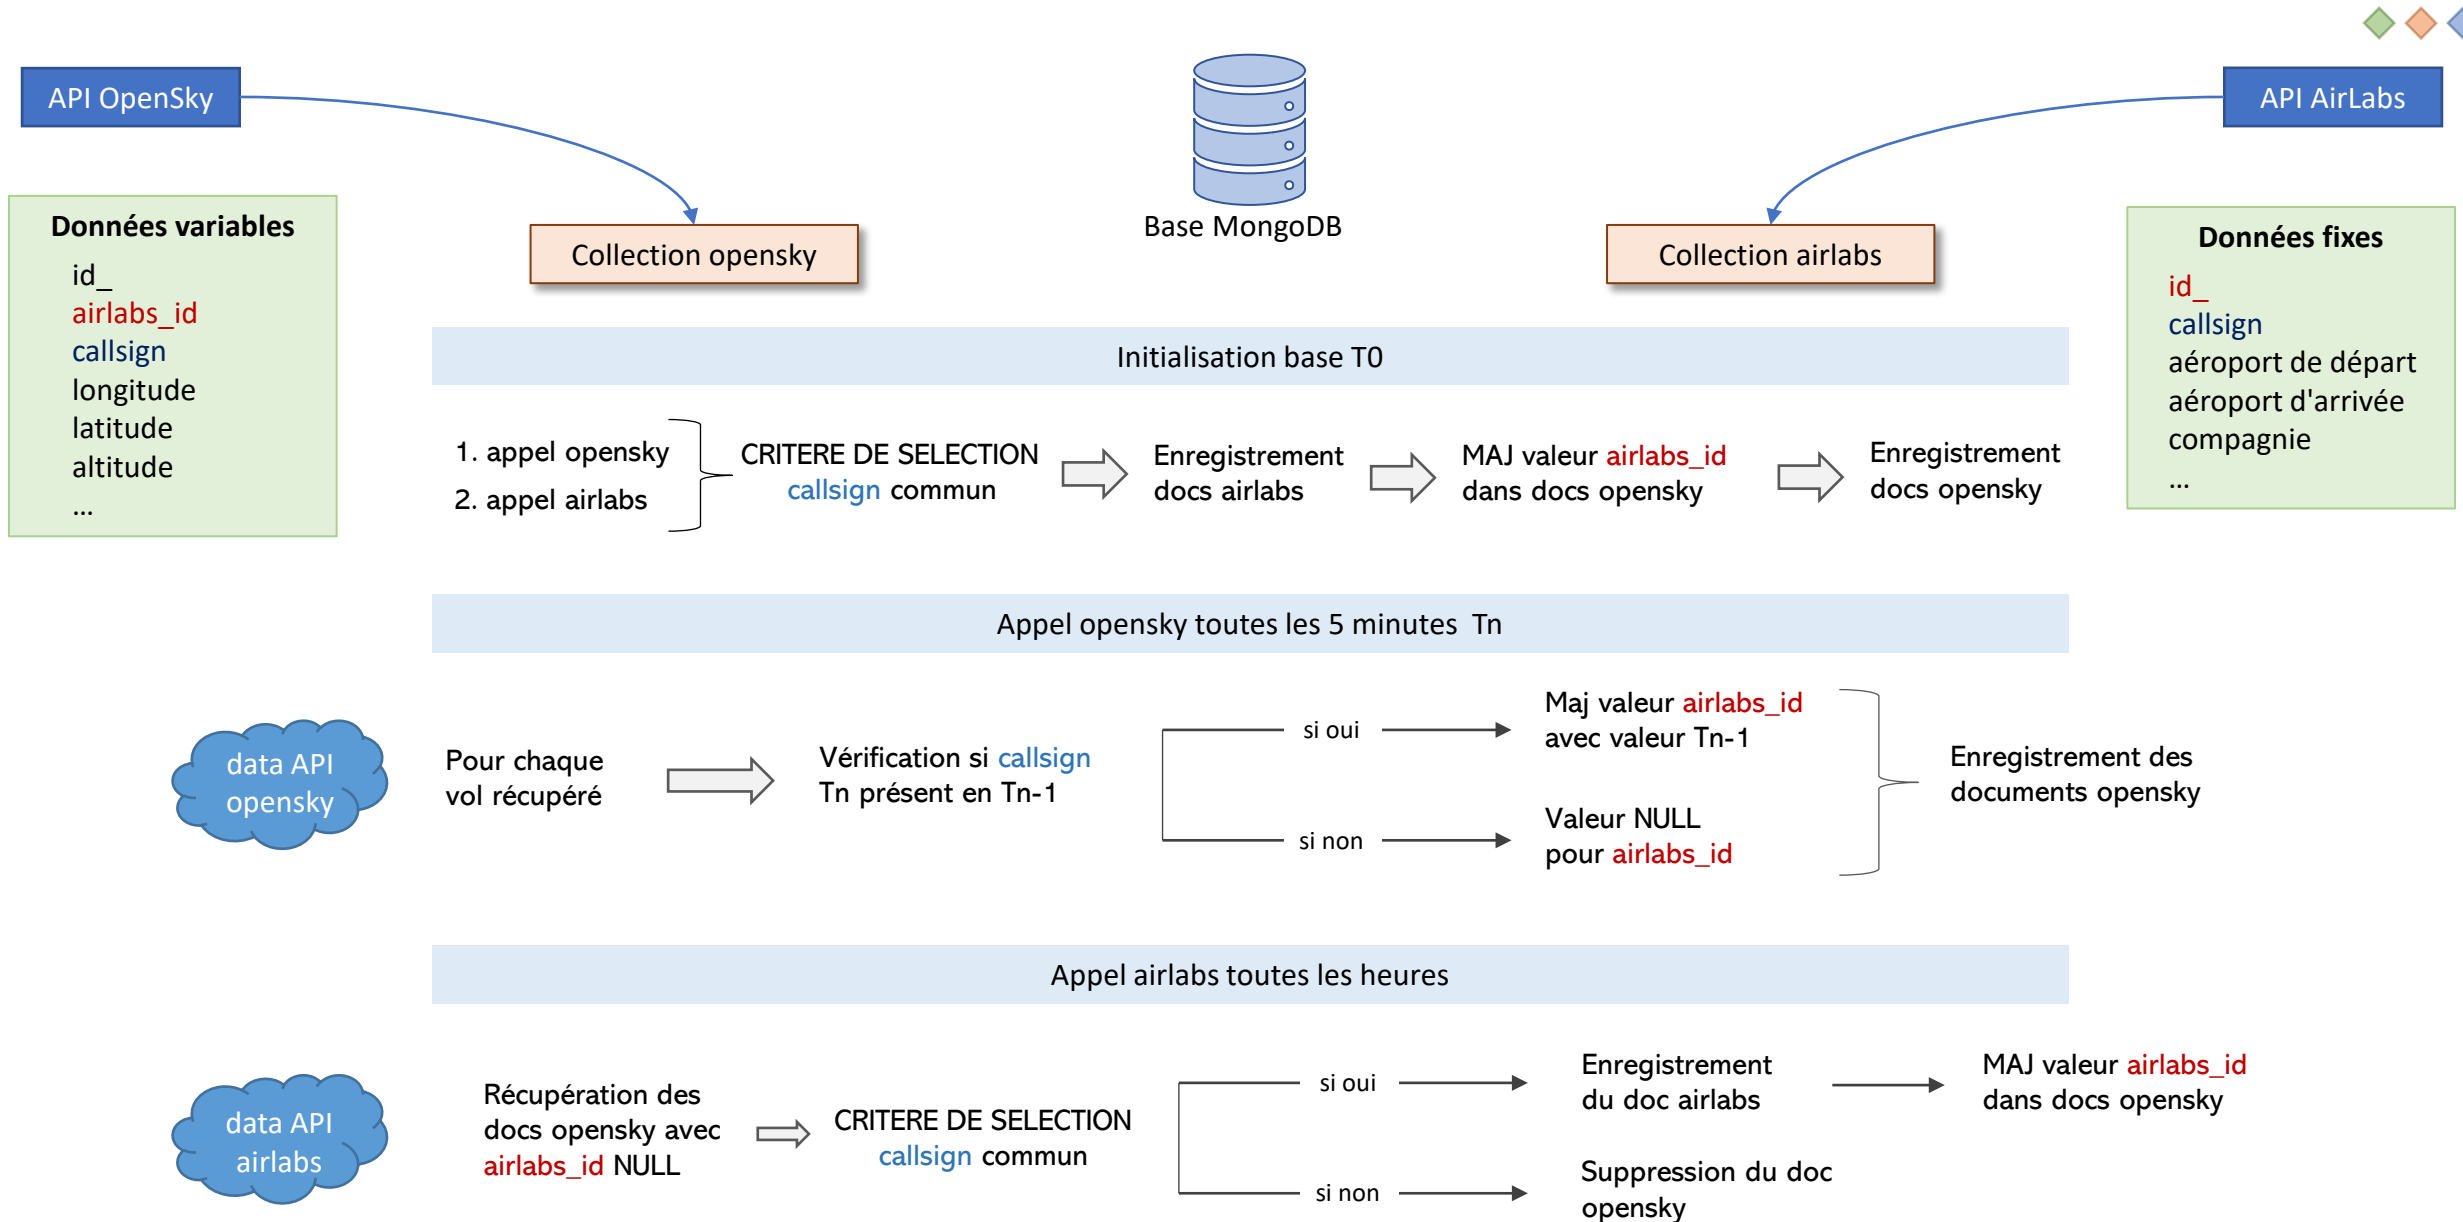 API OpenSky
API AirLabs
Base MongoDB
Données variables
id_
airlabs_id
callsign
longitude
latitude
altitude
...
Collection opensky
Collection airlabs
Données fixes
id_
callsign
aéroport de départ
aéroport d'arrivée
compagnie
...
Initialisation base T0
1. appel opensky
2. appel airlabs
CRITERE DE SELECTION
callsign commun
Enregistrement
docs airlabs
MAJ valeur airlabs_id
dans docs opensky
Enregistrement
docs opensky
Appel opensky toutes les 5 minutes  Tn
data API
opensky
Pour chaque
vol récupéré
Vérification si callsign
Tn présent en Tn-1
si oui
Maj valeur airlabs_id
avec valeur Tn-1
si non
Valeur NULL
pour airlabs_id
Enregistrement des
documents opensky
Appel airlabs toutes les heures
data API
airlabs
Récupération des
docs opensky avec
airlabs_id NULL
CRITERE DE SELECTION
callsign commun
si oui
Enregistrement
du doc airlabs
MAJ valeur airlabs_id
dans docs opensky
si non
Suppression du doc
opensky